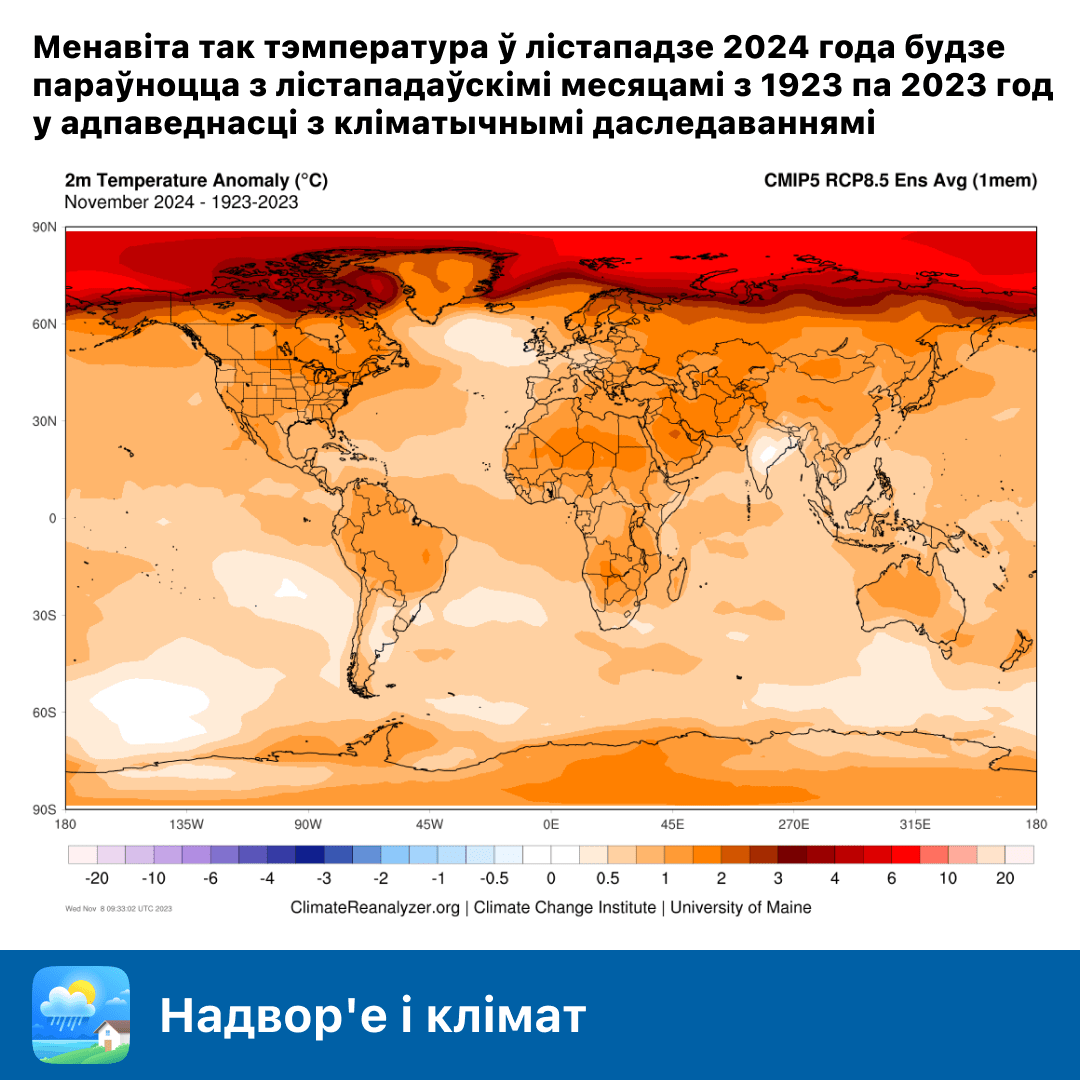 Менавіта так тэмпература ў лістападзе 2024 года будзе
параўноцца з лістападаўскімі месяцамі з 1923 па 2023 год
у адпаведнасці з кліматычнымі даследаваннямі
2m Temperature Anomaly (°C)
CMIP5 RCP8.5 Ens Avg (1mem)
November 2024 - 1923-2023
90N
60N
30N
0
30S
60S
90S
180 135W 90W 45W 0E 45E 270E 315E 180
-20 -10 -6 -4 -3 -2 -1 -0.5 0 0.5 1 2 3 4 6 10 20
Wed Nov 8 09:33:02 UTC 2023
ClimateReanalyzer.org | Climate Change Institute | University of Maine
Надвор'е і клімат